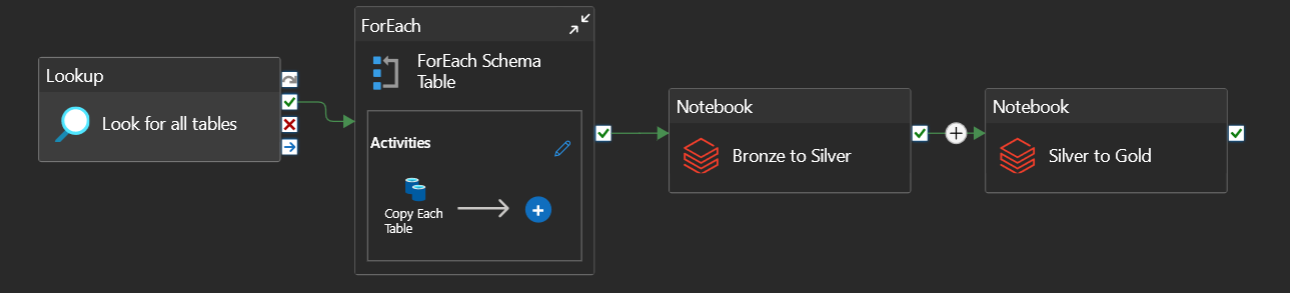 Lookup
Look for all tables
ForEach
ForEach Schema
Table
Activities
Copy Each
Table
Notebook
Bronze to Silver
Notebook
Silver to Gold